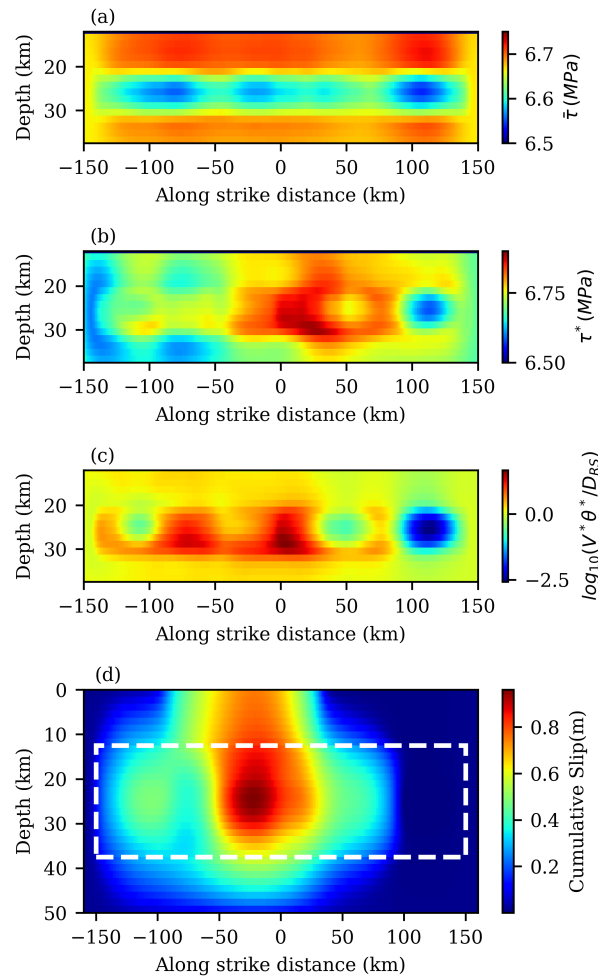 (a)
Depth (km)
20
30
−150 −100 −50 0 50 100 150
Along strike distance (km)
6.7
6.6
6.5
τ̄ (MPa)
(b)
Depth (km)
20
30
−150 −100 −50 0 50 100 150
Along strike distance (km)
6.75
6.50
τ* (MPa)
(c)
Depth (km)
20
30
−150 −100 −50 0 50 100 150
Along strike distance (km)
0.0
−2.5
log₁₀(V*θ*/D_RS)
(d)
Depth (km)
0
10
20
30
40
50
−150 −100 −50 0 50 100 150
Along strike distance (km)
0.8
0.6
0.4
0.2
Cumulative Slip(m)